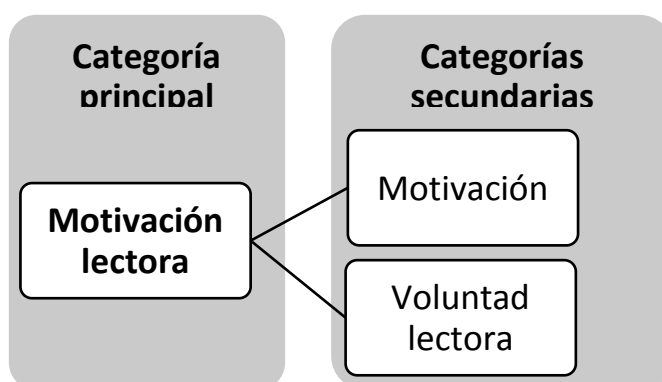 Categoría
principal
Categorías
secundarias
Motivación
lectora
Motivación
Voluntad
lectora